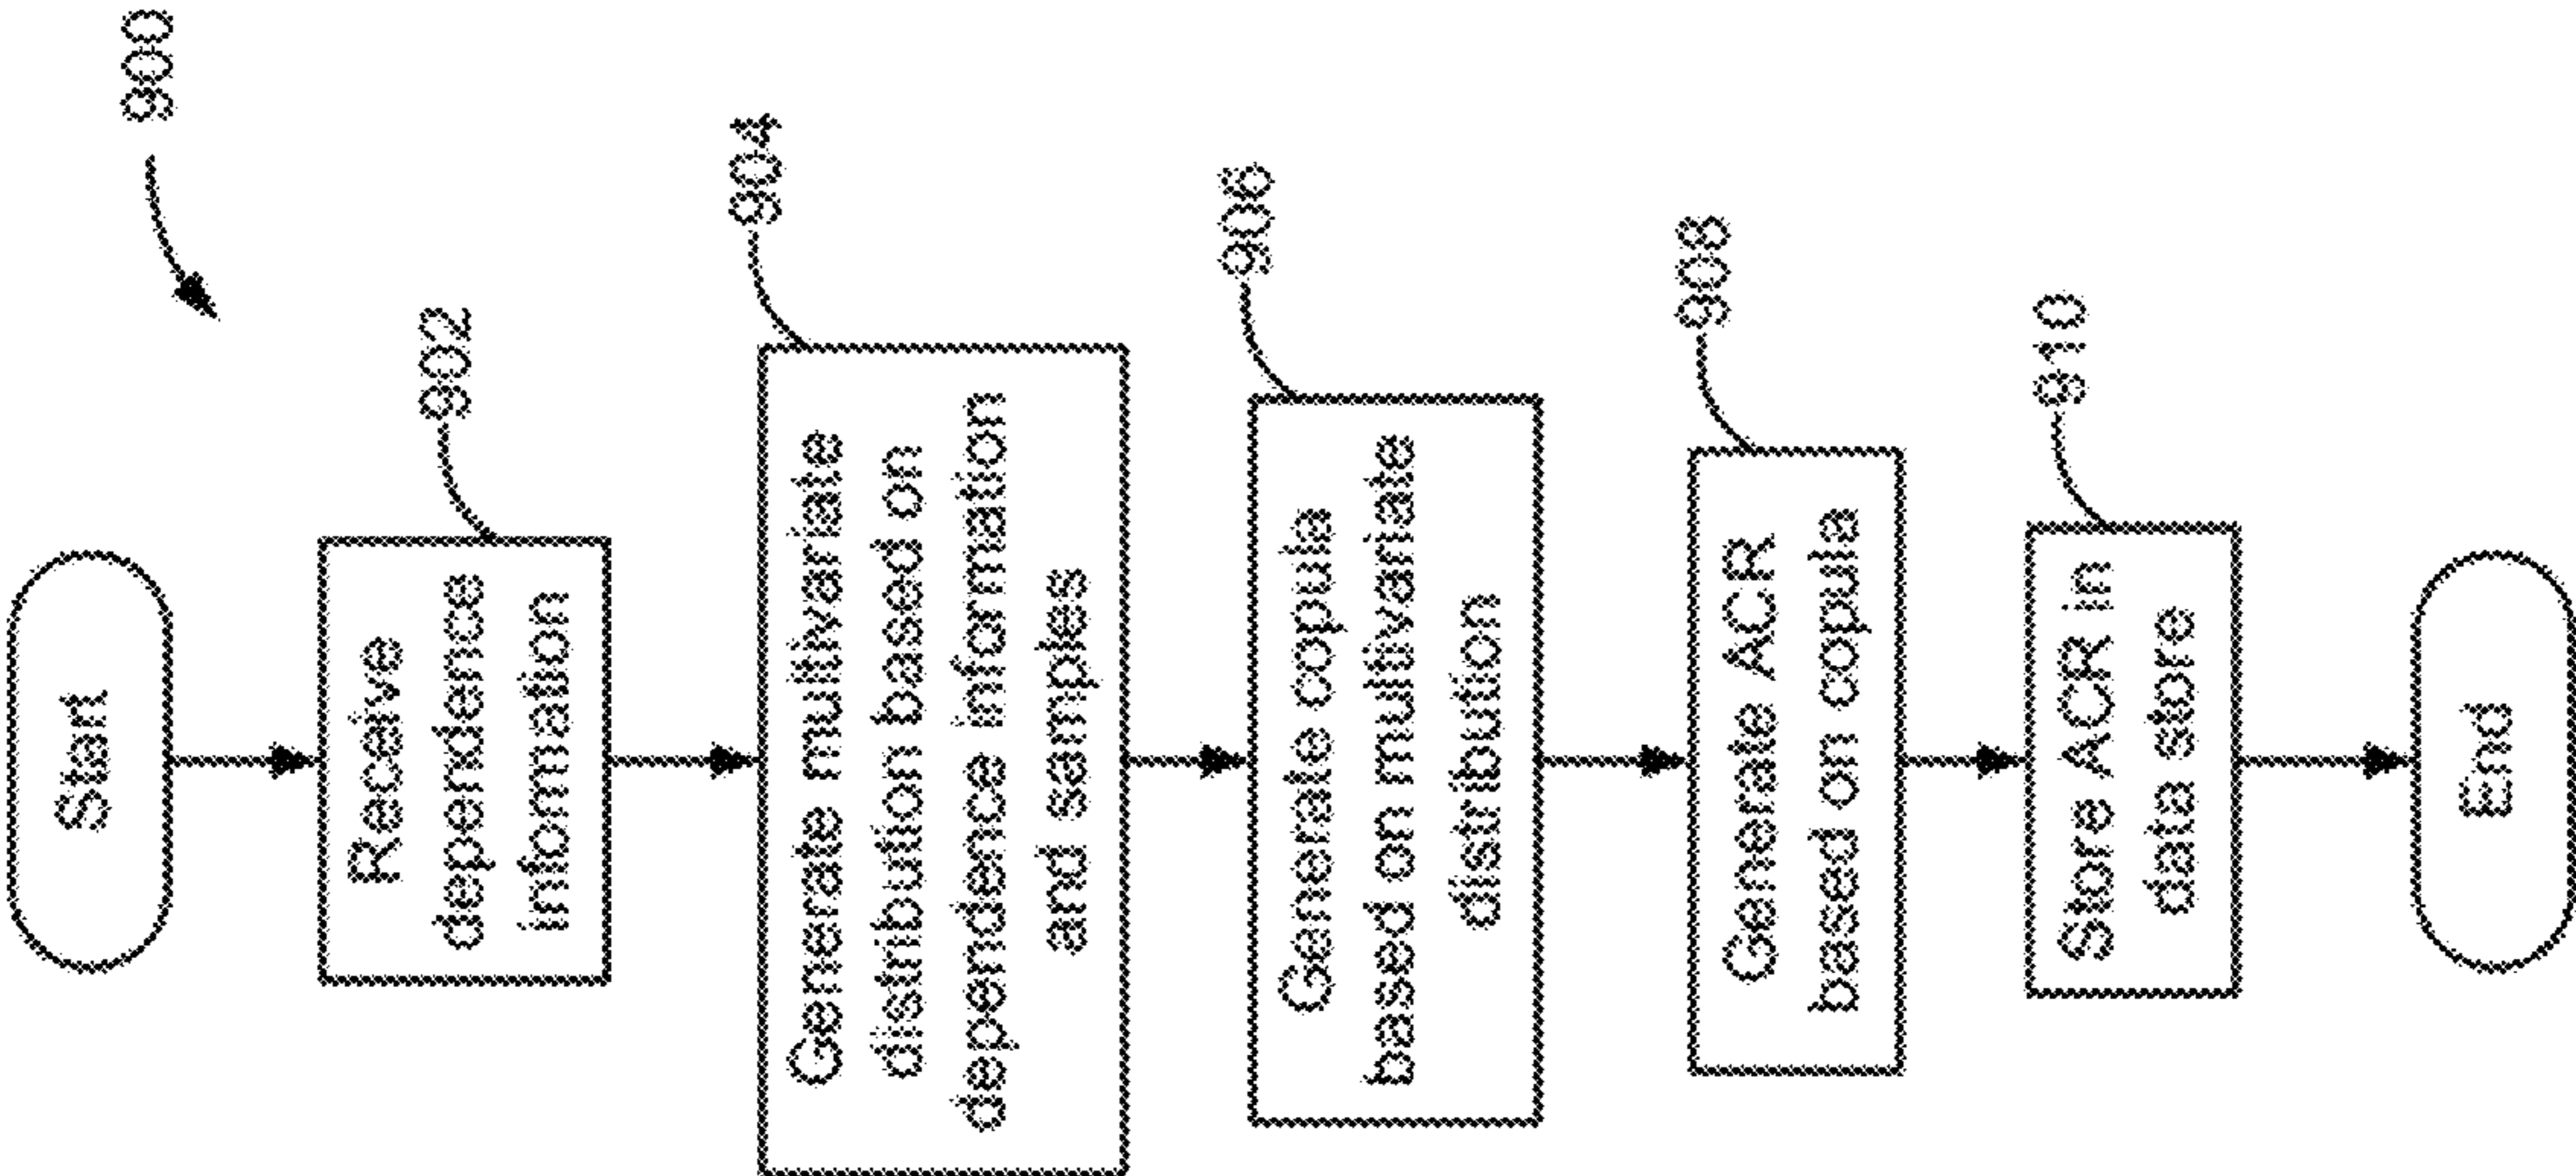 900
Start
Receive
dependence
information
902
Generate multivariate
distribution based on
dependence information
and samples
904
Generate copula
based on multivariate
distribution
906
Generate ACR
based on copula
908
Store ACR in
data store
910
End